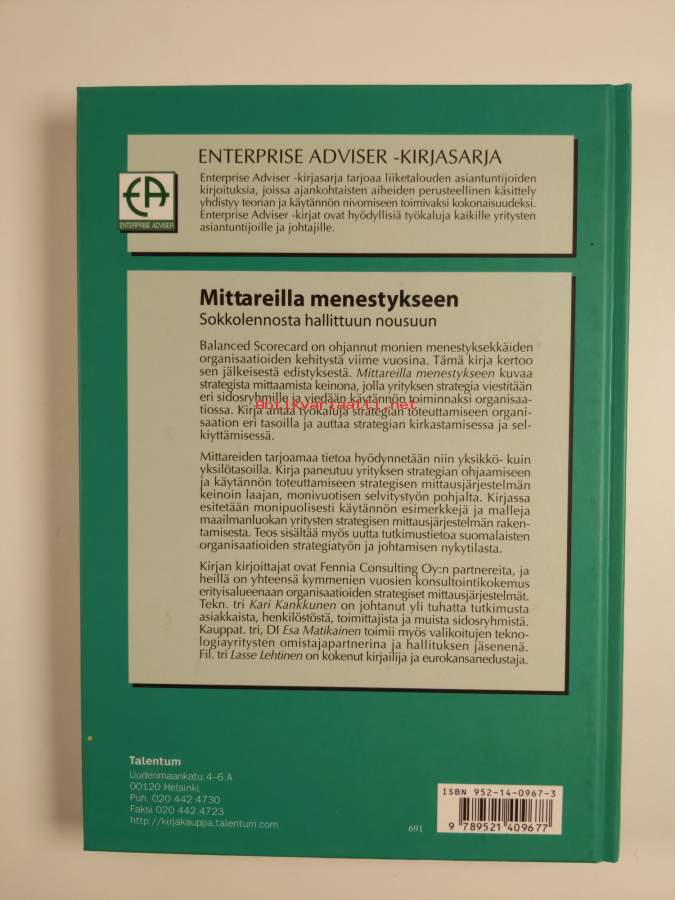 ENTERPRISE ADVISER -KIRJASARJA
Enterprise Adviser -kirjasarja tarjoaa liiketalouden asiantuntijoiden
kirjoituksia, joissa ajankohtaisten aiheiden perusteellinen käsittely
yhdistyy teorian ja käytännön nivomiseen toimivaksi kokonaisuudeksi.
Enterprise Adviser -kirjat ovat hyödyllisiä työkaluja kaikille yritysten
asiantuntijoille ja johtajille.
EA
ENTERPRISE ADVISER
Mittareilla menestykseen
Sokkolennosta hallittuun nousuun
Balanced Scorecard on ohjannut monien menestyksekkäiden
organisaatioiden kehitystä viime vuosina. Tämä kirja kertoo
sen jälkeisestä edistyksestä. Mittareilla menestykseen kuvaa
strategista mittaamista keinona, jolla yrityksen strategia viestitään
eri sidosryhmille ja viedään käytännön toiminnaksi organisaa-
tiossa. Kirja antaa työkaluja strategian toteuttamiseen organi-
saation eri tasoilla ja auttaa strategian kirkastamisessa ja sel-
kiyttämisessä.
Antikvariaatti.net
Mittareiden tarjoamaa tietoa hyödynnetään niin yksikkö- kuin
yksilötasoilla. Kirja paneutuu yrityksen strategian ohjaamiseen
ja käytännön toteuttamiseen strategisen mittausjärjestelmän
keinoin laajan, monivuotisen selvitystyön pohjalta. Kirjassa
esitetään monipuolisesti käytännön esimerkkejä ja malleja
maailmanluokan yritysten strategisen mittausjärjestelmän raken-
tamisesta. Teos sisältää myös uutta tutkimustietoa suomalaisten
organisaatioiden strategiatyön ja johtamisen nykytilasta.
Kirjan kirjoittajat ovat Fennia Consulting Oy:n partnereita, ja
heillä on yhteensä kymmenien vuosien konsultointikokemus
erityisalueenaan organisaatioiden strategiset mittausjärjestelmät.
Tekn. tri Kari Kankkunen on johtanut yli tuhatta tutkimusta
asiakkaista, henkilöstöstä, toimittajista ja muista sidosryhmistä.
Kauppat. tri, DI Esa Matikainen toimii myös valikoitujen tekno-
logiayritysten omistajapartnerina ja hallituksen jäsenenä.
Fil. tri Lasse Lehtinen on kokenut kirjailija ja eurokansanedustaja.
Talentum
Uudenmaankatu 4–6 A
00120 Helsinki
Puh. 020 442 4730
Faksi 020 442 4723
http://kirjakauppa.talentum.com
691
ISBN 952-14-0967-3
9 789521 409677